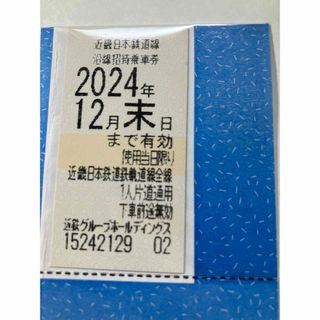 近畿日本鉄道線
沿線招待乗車券
2024年
12月末日
まで有効
使用当日限り
近畿日本鉄道鉄軌道線全線
1人片道通用
下車前途無効
近鉄グループホールディングス
15242129 02